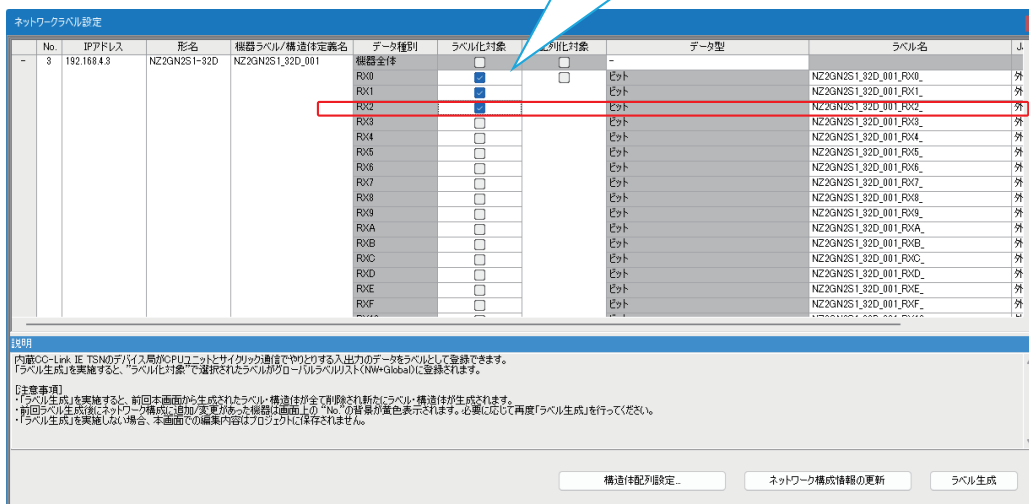 ネットワークラベル設定
No. IPアドレス 形名 機器ラベル/構造体定義名 データ種別 ラベル化対象 配列化対象 データ型 ラベル名
- 3 192.168.4.3 NZ2GN2S1-32D NZ2GN2S1_32D_001 機器全体 -
RX0 ビット NZ2GN2S1_32D_001_RX0_ 外
RX1 ビット NZ2GN2S1_32D_001_RX1_ 外
RX2 ビット NZ2GN2S1_32D_001_RX2_ 外
RX3 ビット NZ2GN2S1_32D_001_RX3_ 外
RX4 ビット NZ2GN2S1_32D_001_RX4_ 外
RX5 ビット NZ2GN2S1_32D_001_RX5_ 外
RX6 ビット NZ2GN2S1_32D_001_RX6_ 外
RX7 ビット NZ2GN2S1_32D_001_RX7_ 外
RX8 ビット NZ2GN2S1_32D_001_RX8_ 外
RX9 ビット NZ2GN2S1_32D_001_RX9_ 外
RXA ビット NZ2GN2S1_32D_001_RXA_ 外
RXB ビット NZ2GN2S1_32D_001_RXB_ 外
RXC ビット NZ2GN2S1_32D_001_RXC_ 外
RXD ビット NZ2GN2S1_32D_001_RXD_ 外
RXE ビット NZ2GN2S1_32D_001_RXE_ 外
RXF ビット NZ2GN2S1_32D_001_RXF_ 外
説明
内蔵CC-Link IE TSNのデバイス局がCPUユニットとサイクリック通信でやりとりする入出力のデータをラベルとして登録できます。
「ラベル生成」を実施すると、"ラベル化対象"で選択されたラベルがグローバルラベルリスト(NW+Global)に登録されます。
[注意事項]
・「ラベル生成」を実施すると、前回本画面から生成されたラベル・構造体が全て削除され新たにラベル・構造体が生成されます。
・前回ラベル生成後にネットワーク構成に追加/変更があった機器は画面上の "No."の背景が黄色表示されます。必要に応じて再度「ラベル生成」を行ってください。
・「ラベル生成」を実施しない場合、本画面での編集内容はプロジェクトに保存されません。
構造体配列設定... ネットワーク構成情報の更新 ラベル生成